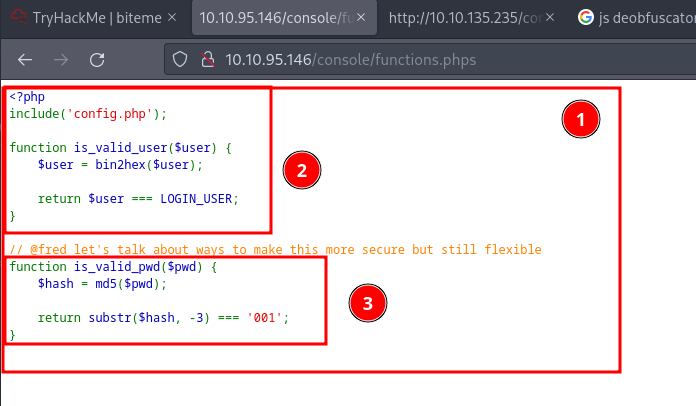 TryHackMe | biteme
10.10.95.146/console/fu
http://10.10.135.235/con
js deobfuscator
10.10.95.146/console/functions.phps
<?php
include('config.php');
1
function is_valid_user($user) {
    $user = bin2hex($user);
2
    return $user === LOGIN_USER;
}
// @fred let's talk about ways to make this more secure but still flexible
function is_valid_pwd($pwd) {
    $hash = md5($pwd);
3
    return substr($hash, -3) === '001';
}